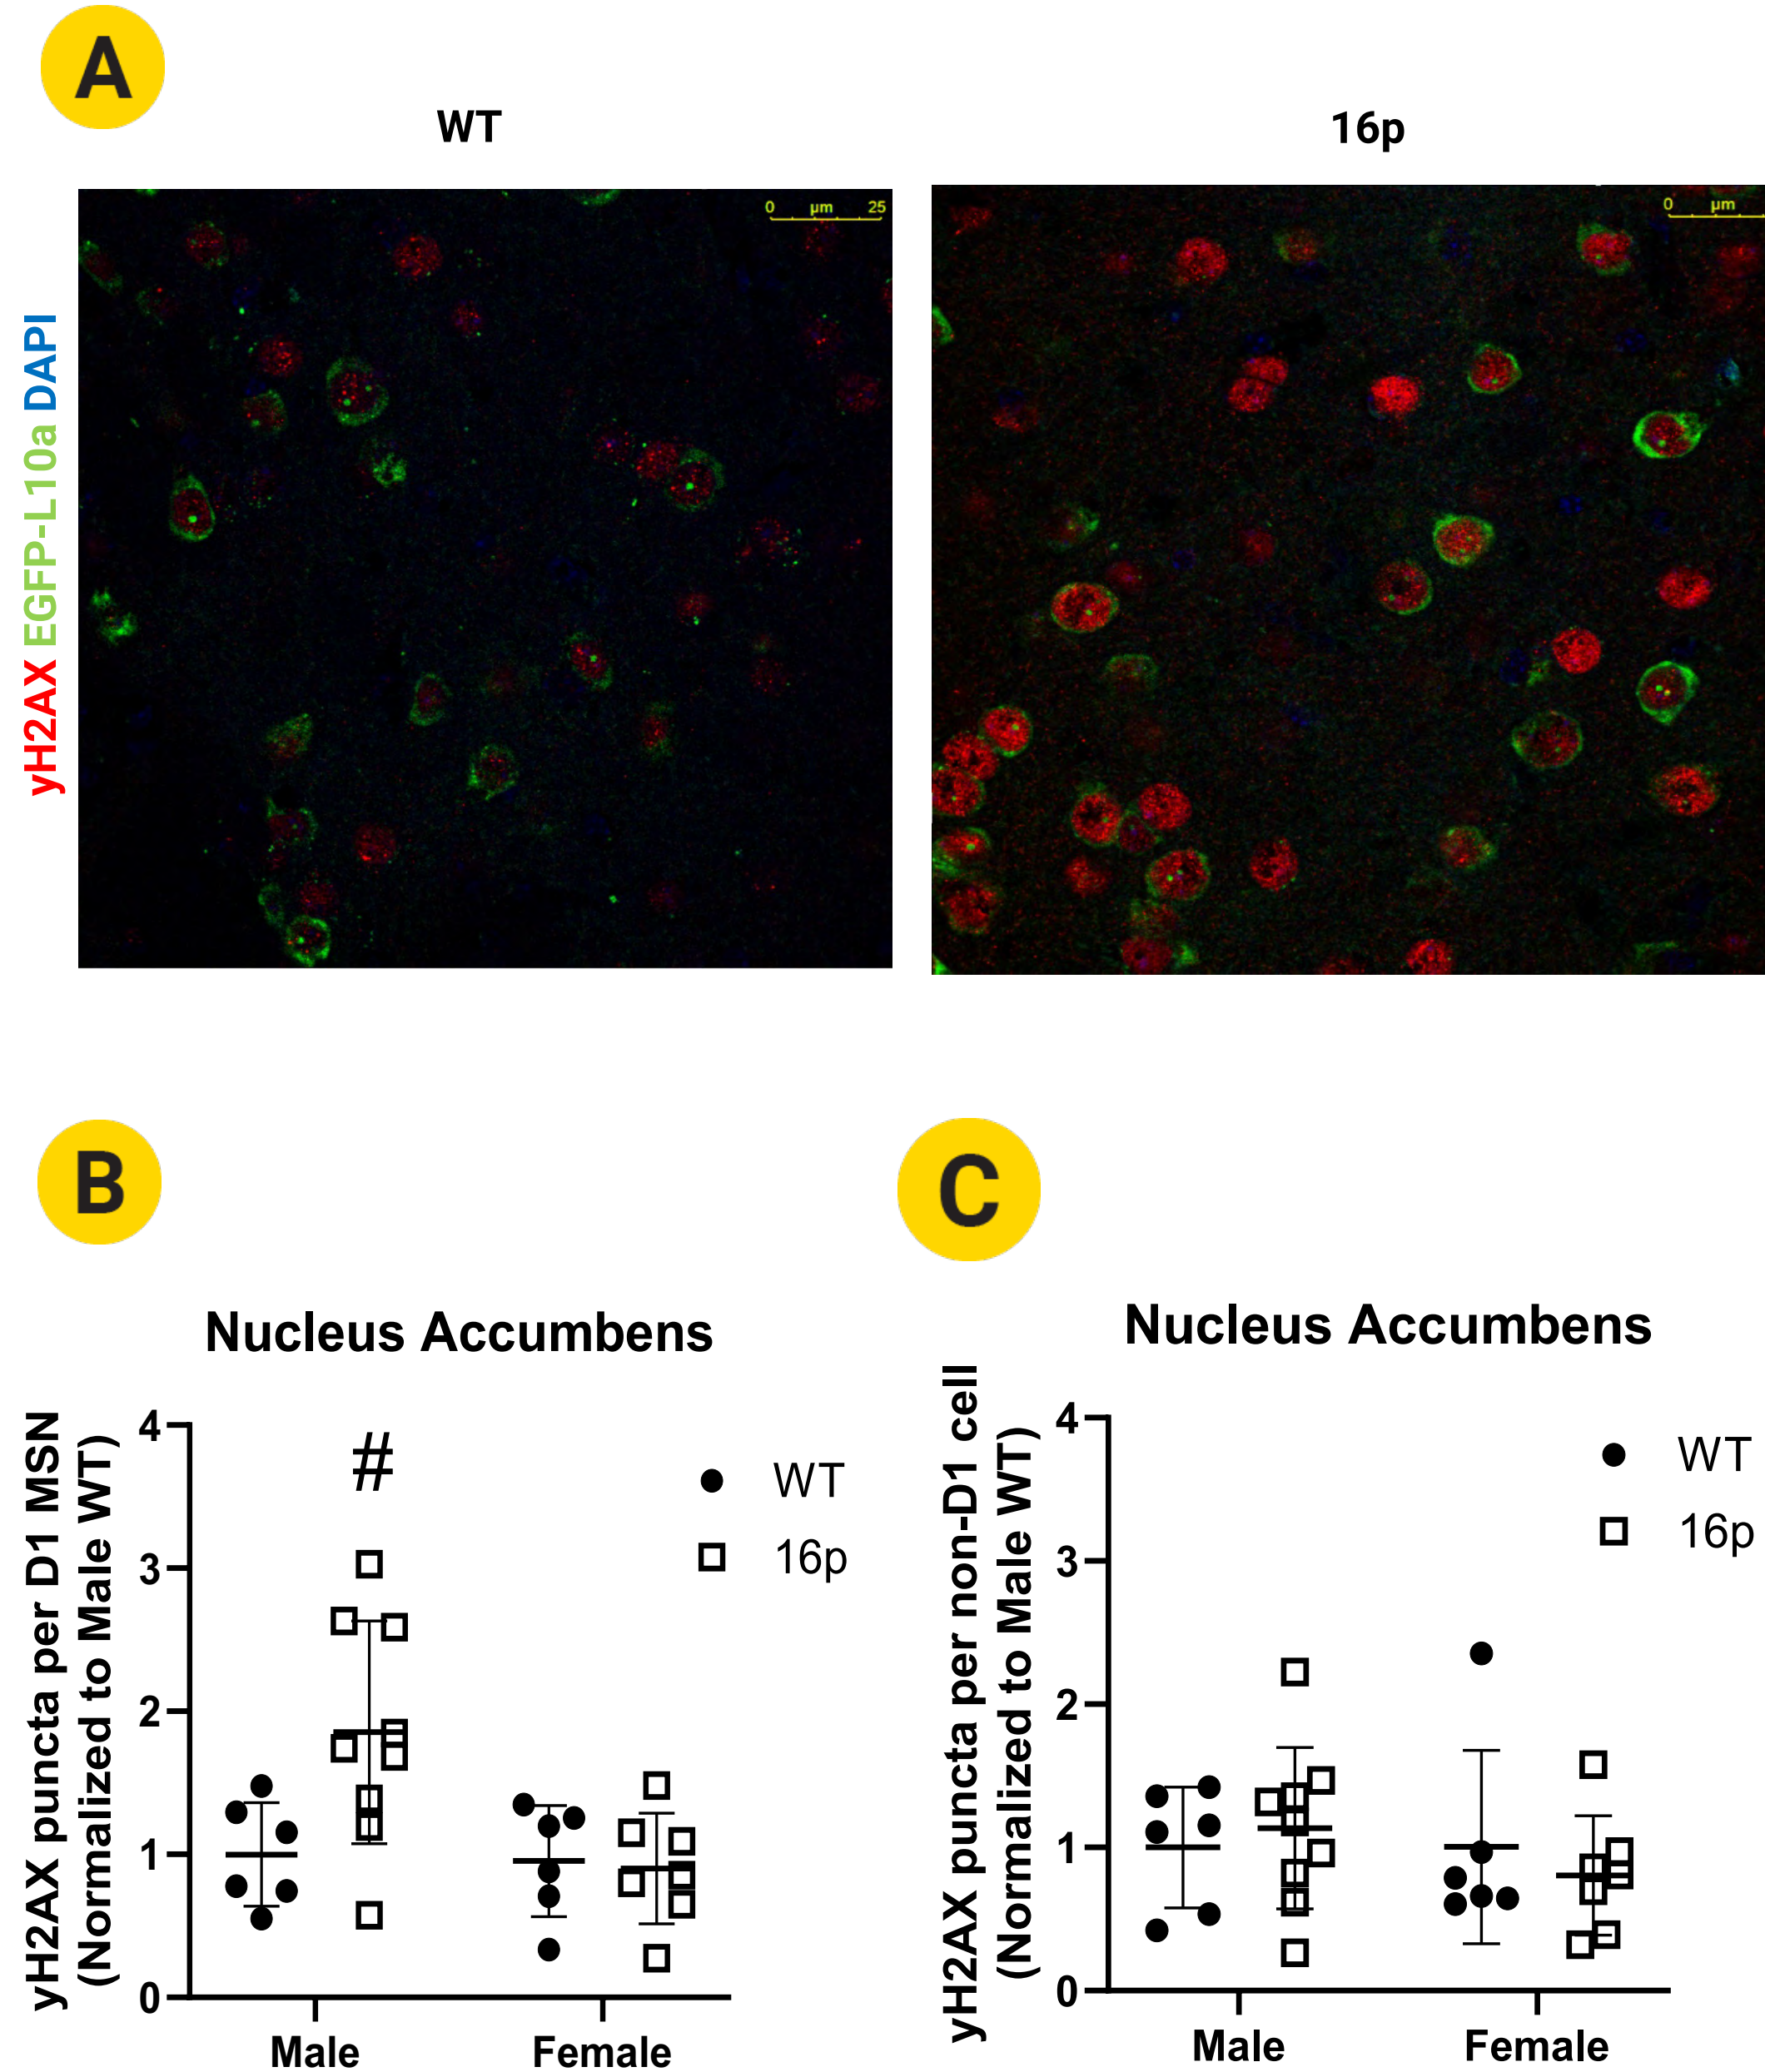 A
WT
16p
0 µm 25
0 µm
yH2AX EGFP-L10a DAPI
B
C
Nucleus Accumbens
yH2AX puncta per D1 MSN
(Normalized to Male WT)
4
3
2
1
0
#
WT
16p
Male
Female
Nucleus Accumbens
yH2AX puncta per non-D1 cell
(Normalized to Male WT)
4
3
2
1
0
WT
16p
Male
Female